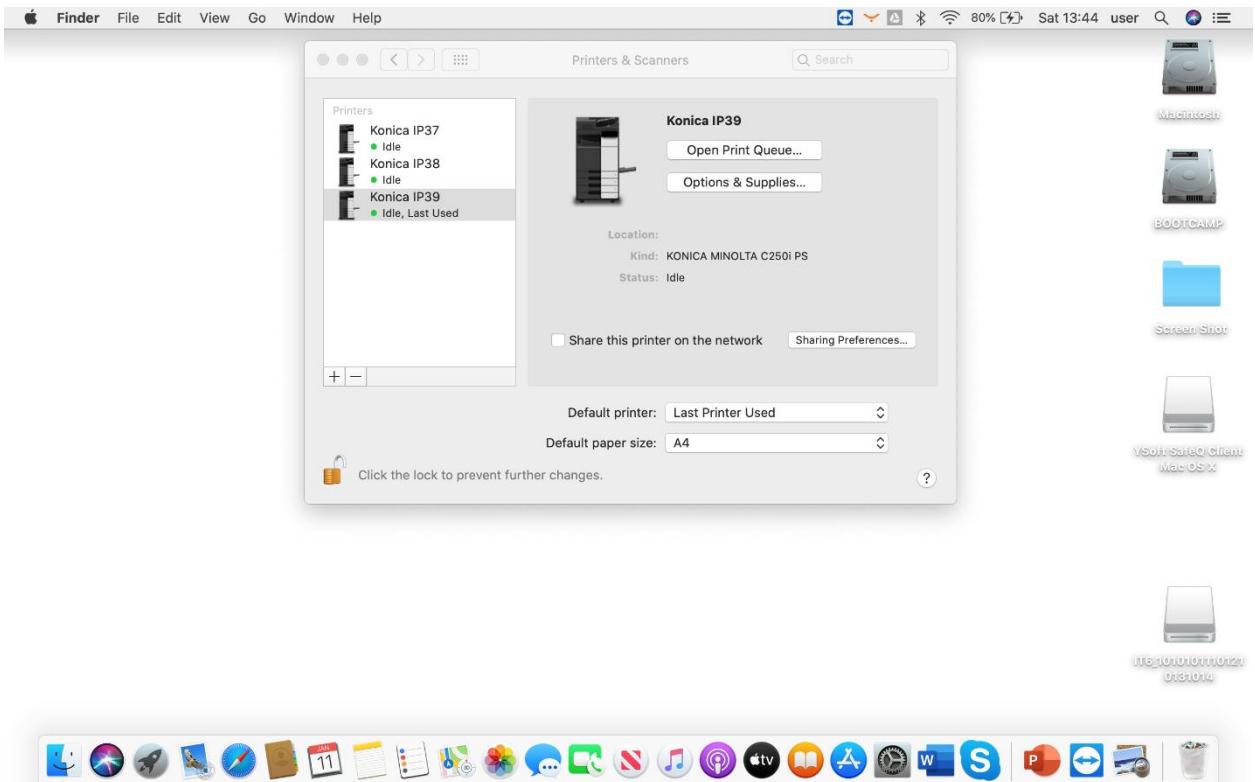 Finder File Edit View Go Window Help 80% Sat 13:44 user
Printers & Scanners Search
Printers
Konica IP37
Idle
Konica IP38
Idle
Konica IP39
Idle, Last Used
+ −
Konica IP39
Open Print Queue...
Options & Supplies...
Location:
Kind: KONICA MINOLTA C250i PS
Status: Idle
Share this printer on the network Sharing Preferences...
Default printer: Last Printer Used
Default paper size: A4
Click the lock to prevent further changes. ?
Macintosh
BOOTCAMP
Screen Shot
YSoft SafeQ Client
Mac OS X
JAN
11
tv
W
S
P